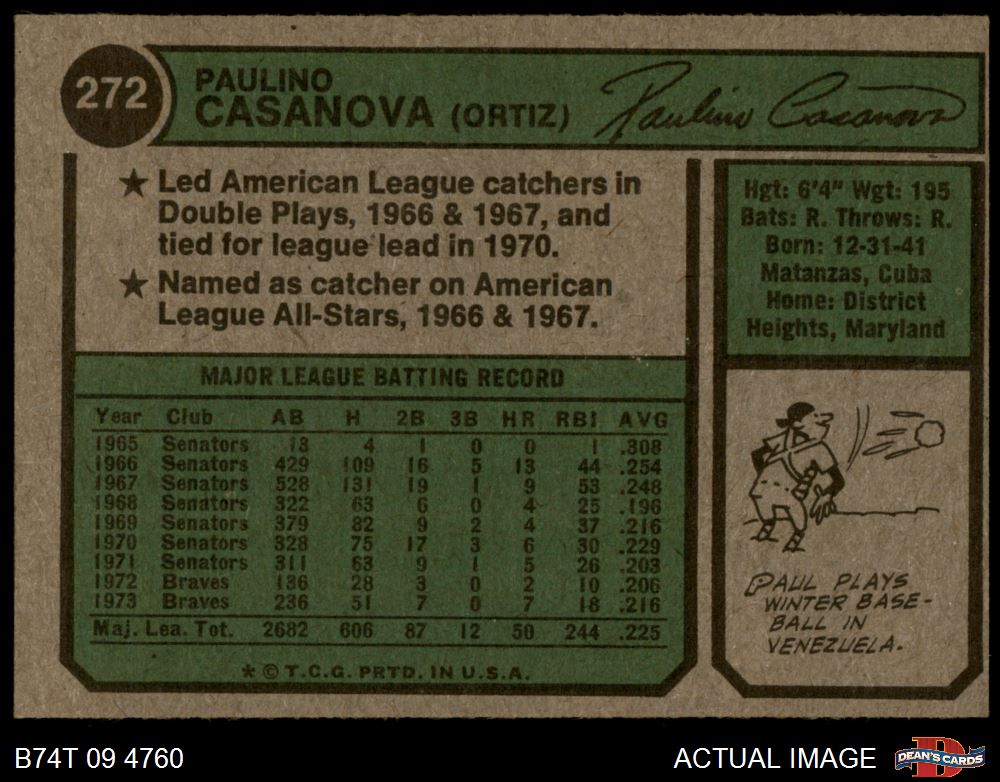 272
PAULINO
CASANOVA (ORTIZ)
Paulino Casanova
★ Led American League catchers in
Double Plays, 1966 & 1967, and
tied for league lead in 1970.
★ Named as catcher on American
League All-Stars, 1966 & 1967.
Hgt: 6'4" Wgt: 195
Bats: R. Throws: R.
Born: 12-31-41
Matanzas, Cuba
Home: District
Heights, Maryland
MAJOR LEAGUE BATTING RECORD
Year Club AB H 2B 3B HR RBI AVG
1965 Senators 13 4 1 0 0 1 .308
1966 Senators 429 109 16 5 13 44 .254
1967 Senators 528 131 19 1 9 53 .248
1968 Senators 322 63 6 0 4 25 .196
1969 Senators 379 82 9 2 4 37 .216
1970 Senators 328 75 17 3 6 30 .229
1971 Senators 311 63 9 1 5 26 .203
1972 Braves 136 28 3 0 2 10 .206
1973 Braves 236 51 7 0 7 18 .216
Maj. Lea. Tot. 2682 606 87 12 50 244 .225
* © T.C.G. PRTD. IN U.S.A.
PAUL PLAYS
WINTER BASE-
BALL IN
VENEZUELA.
B74T 09 4760
ACTUAL IMAGE
D
DEAN'S CARDS